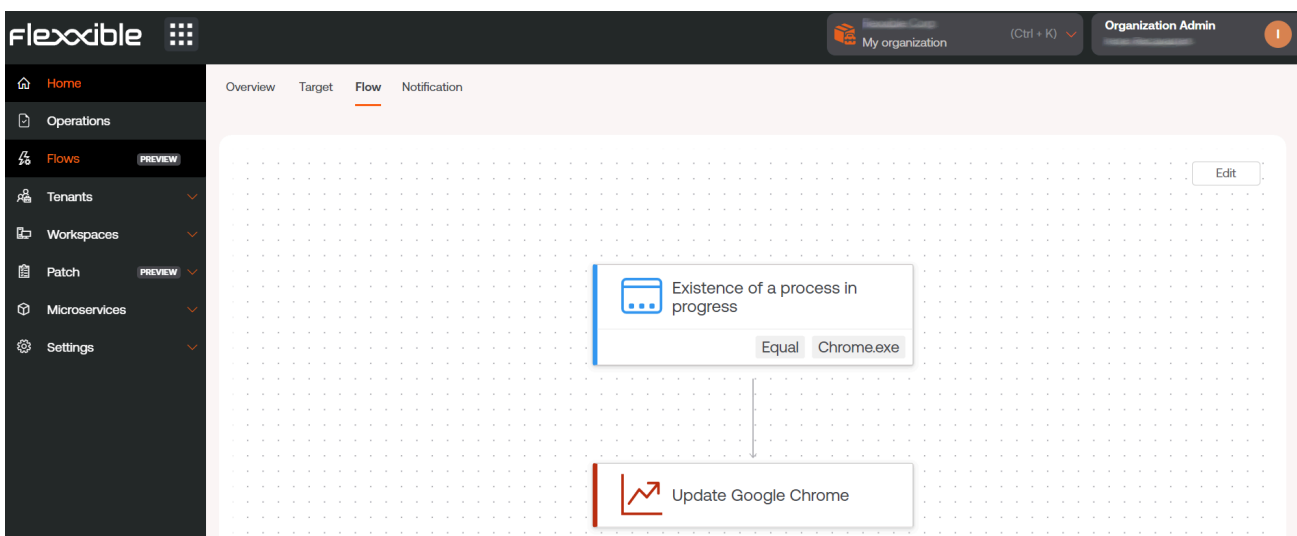 Flexxible
My organization
(Ctrl + K)
Organization Admin
I
Home
Operations
Flows PREVIEW
Tenants
Workspaces
Patch PREVIEW
Microservices
Settings
Overview Target Flow Notification
Edit
Existence of a process in
progress
Equal Chrome.exe
Update Google Chrome